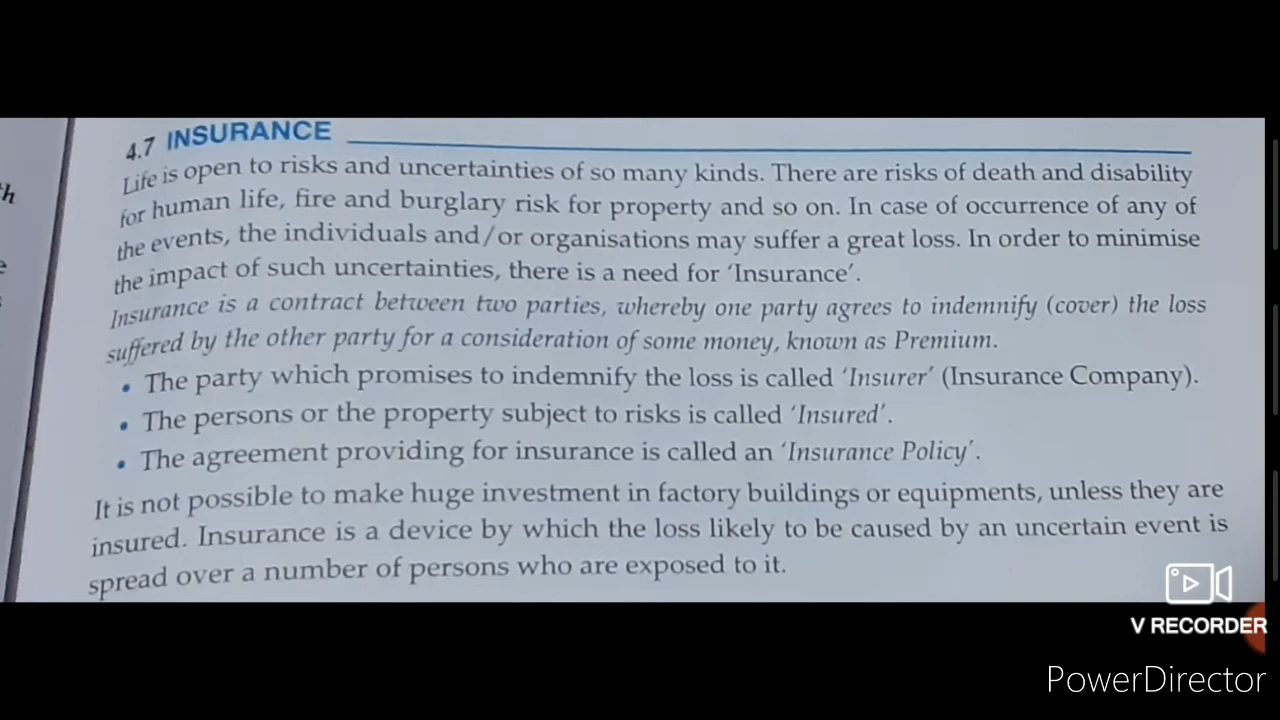 4.7 INSURANCE
Life is open to risks and uncertainties of so many kinds. There are risks of death and disability
for human life, fire and burglary risk for property and so on. In case of occurrence of any of
the events, the individuals and/or organisations may suffer a great loss. In order to minimise
the impact of such uncertainties, there is a need for ‘Insurance’.
Insurance is a contract between two parties, whereby one party agrees to indemnify (cover) the loss
suffered by the other party for a consideration of some money, known as Premium.
• The party which promises to indemnify the loss is called ‘Insurer’ (Insurance Company).
• The persons or the property subject to risks is called ‘Insured’.
• The agreement providing for insurance is called an ‘Insurance Policy’.
It is not possible to make huge investment in factory buildings or equipments, unless they are
insured. Insurance is a device by which the loss likely to be caused by an uncertain event is
spread over a number of persons who are exposed to it.
V RECORDER
PowerDirector